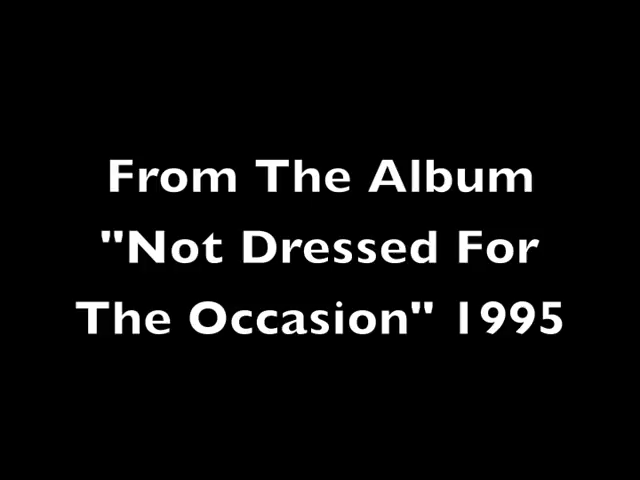 From The Album
"Not Dressed For
The Occasion" 1995